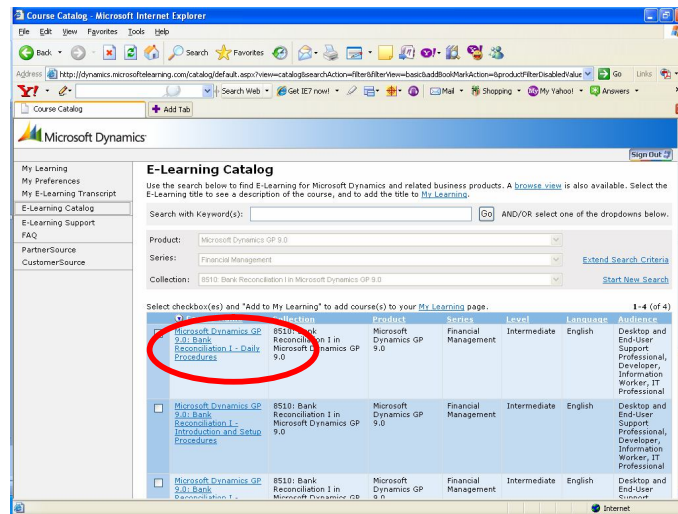 Course Catalog - Microsoft Internet Explorer
File Edit View Favorites Tools Help
Back Search Favorites
Address http://dynamics.microsoftelearning.com/catalog/default.aspx?view=catalog&searchAction=filter&filterView=basic&addBookMarkAction=&productFilterDisabledValue Go Links
Y! Search Web Get IE7 now! Mail Shopping My Yahoo! Answers
Course Catalog Add Tab
Microsoft Dynamics
Sign Out
My Learning
My Preferences
My E-Learning Transcript
E-Learning Catalog
E-Learning Support
FAQ
PartnerSource
CustomerSource
E-Learning Catalog
Use the search below to find E-Learning for Microsoft Dynamics and related business products. A browse view is also available. Select the
E-Learning title to see a description of the course, and to add the title to My Learning.
Search with Keyword(s): Go AND/OR select one of the dropdowns below.
Product: Microsoft Dynamics GP 9.0
Series: Financial Management Extend Search Criteria
Collection: 8510: Bank Reconciliation I in Microsoft Dynamics GP 9.0 Start New Search
Select checkbox(es) and "Add to My Learning" to add course(s) to your My Learning page. 1-4 (of 4)
Collection Product Series Level Language Audience
Microsoft Dynamics GP 8510: Bank Microsoft Financial Intermediate English Desktop and
9.0: Bank Reconciliation I in Dynamics GP Management End-User
Reconciliation I - Daily Microsoft Dynamics GP 9.0 Support
Procedures 9.0 Professional,
Developer,
Information
Worker, IT
Professional
Microsoft Dynamics GP 8510: Bank Microsoft Financial Intermediate English Desktop and
9.0: Bank Reconciliation I in Dynamics GP Management End-User
Reconciliation I - Microsoft Dynamics GP 9.0 Support
Introduction and Setup 9.0 Professional,
Procedures Developer,
Information
Worker, IT
Professional
Microsoft Dynamics GP 8510: Bank Microsoft Financial Intermediate English Desktop and
9.0: Bank Reconciliation I in Dynamics GP Management End-User
Reconciliation I - Microsoft Dynamics GP 9.0 Support
Internet